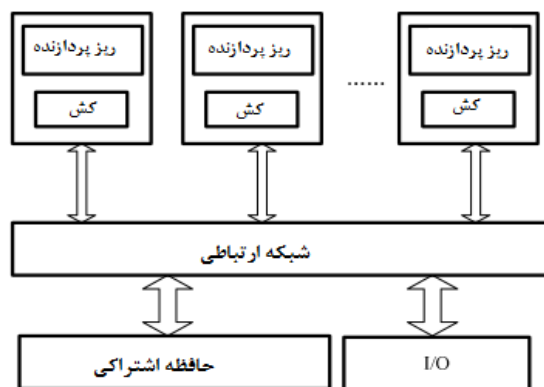 ریز پردازنده
ریز پردازنده
ریز پردازنده
کش
کش
......
کش
شبکه ارتباطی
حافظه اشتراکی
I/O